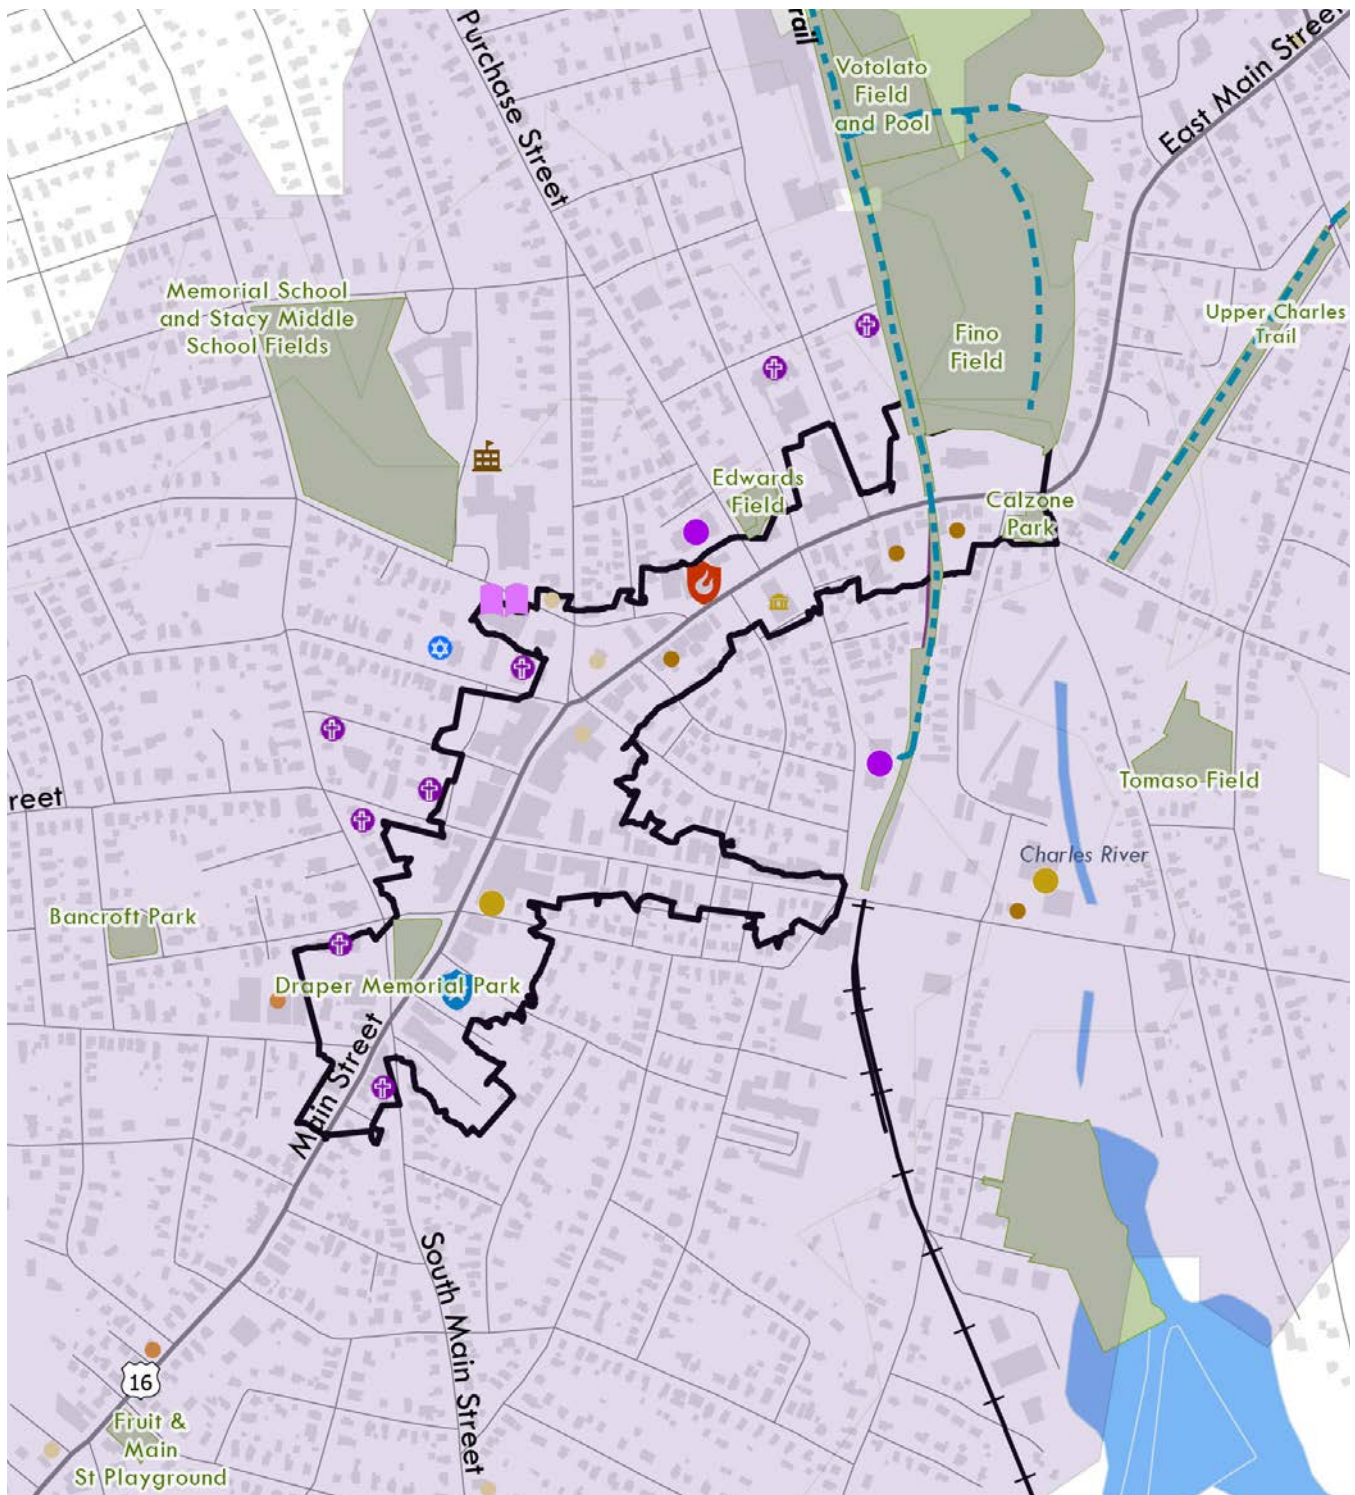 Purchase Street
rail
Votolato
Field
and Pool
East Main Street
Memorial School
and Stacy Middle
School Fields
Upper Charles
Trail
Fino
Field
Edwards
Field
Calzone
Park
reet
Tomaso Field
Charles River
Bancroft Park
Draper Memorial Park
Main Street
South Main Street
16
Fruit &
Main
St Playground